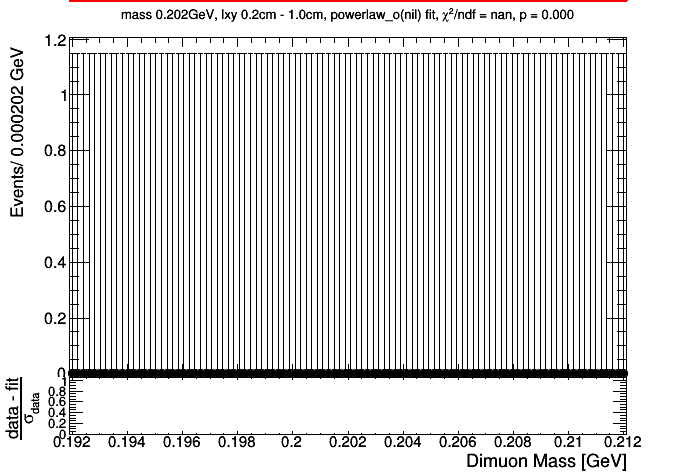 mass 0.202GeV, lxy 0.2cm - 1.0cm, powerlaw_o(nil) fit, χ²/ndf = nan, p = 0.000
Events/ 0.000202 GeV
1.2
1
0.8
0.6
0.4
0.2
0
data - fit
σdata
1
0.8
0.6
0.4
0.2
0
0.192 0.194 0.196 0.198 0.2 0.202 0.204 0.206 0.208 0.21 0.212
Dimuon Mass [GeV]